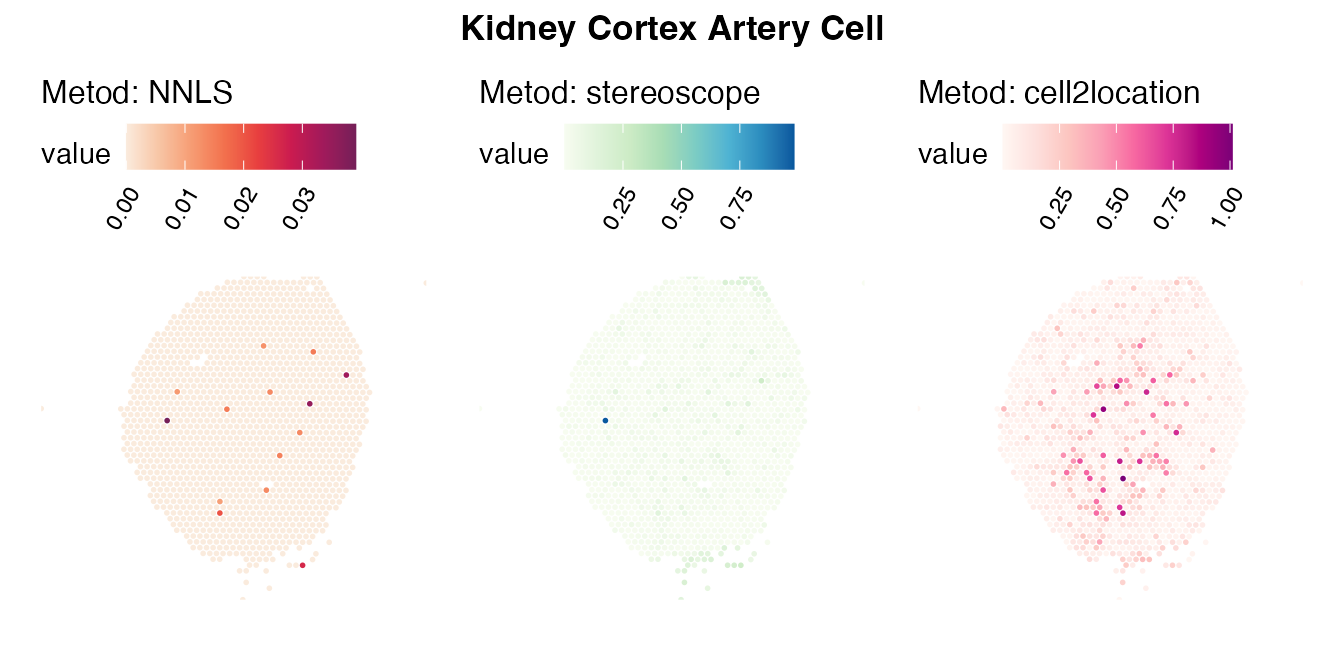 Kidney Cortex Artery Cell
Metod: NNLS
value
0.00 0.01 0.02 0.03
Metod: stereoscope
value
0.25 0.50 0.75
Metod: cell2location
value
0.25 0.50 0.75 1.00